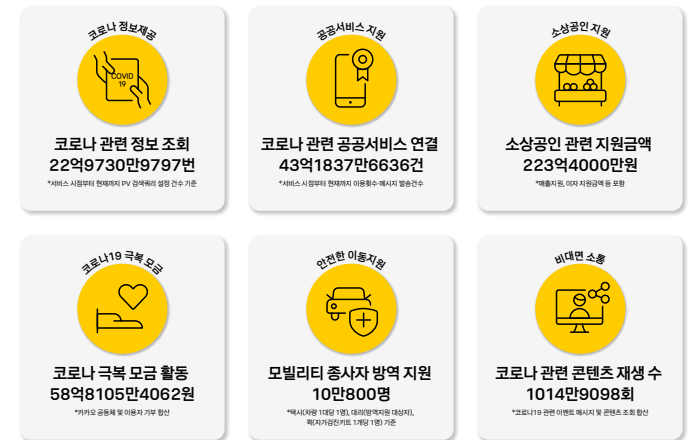 코로나 정보제공
COVID
19
코로나 관련 정보 조회
22억9730만9797번
*서비스 시점부터 현재까지 PV 검색쿼리 설정 건수 기준
공공서비스 지원
코로나 관련 공공서비스 연결
43억1837만6636건
*서비스 시점부터 현재까지 이용횟수·메시지 발송건수
소상공인 지원
소상공인 관련 지원금액
223억4000만원
*매출지원, 이자 지원금액 등 포함
코로나19 극복 모금
코로나 극복 모금 활동
58억8105만4062원
*카카오 공동체 및 이용자 기부 합산
안전한 이동지원
모빌리티 종사자 방역 지원
10만800명
*택시(차량 1대당 1명), 대리(방역지원 대상자),
퀵(자가검진키트 1개당 1명) 기준
비대면 소통
코로나 관련 콘텐츠 재생 수
1014만9098회
*코로나19 관련 이벤트 페이지 및 콘텐츠 조회 합산